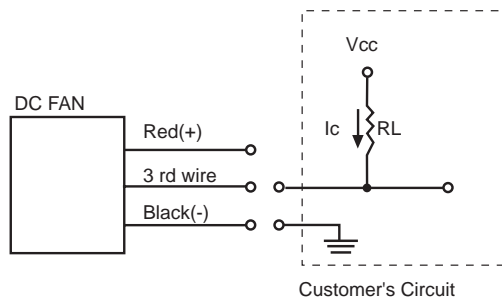 Vcc
DC FAN
Red(+)
Ic
RL
3 rd wire
Black(-)
Customer's Circuit